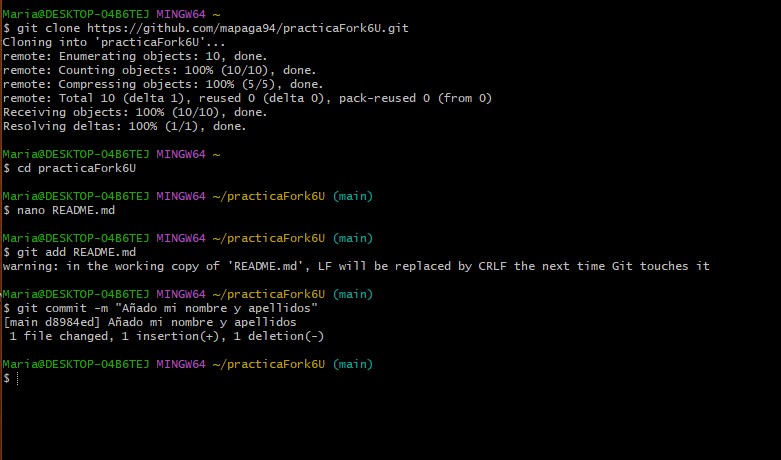 Maria@DESKTOP-O4B6TEJ MINGW64 ~
$ git clone https://github.com/mapaga94/practicaFork6U.git
Cloning into 'practicaFork6U'...
remote: Enumerating objects: 10, done.
remote: Counting objects: 100% (10/10), done.
remote: Compressing objects: 100% (5/5), done.
remote: Total 10 (delta 1), reused 0 (delta 0), pack-reused 0 (from 0)
Receiving objects: 100% (10/10), done.
Resolving deltas: 100% (1/1), done.
Maria@DESKTOP-O4B6TEJ MINGW64 ~
$ cd practicaFork6U
Maria@DESKTOP-O4B6TEJ MINGW64 ~/practicaFork6U (main)
$ nano README.md
Maria@DESKTOP-O4B6TEJ MINGW64 ~/practicaFork6U (main)
$ git add README.md
warning: in the working copy of 'README.md', LF will be replaced by CRLF the next time Git touches it
Maria@DESKTOP-O4B6TEJ MINGW64 ~/practicaFork6U (main)
$ git commit -m "Añado mi nombre y apellidos"
[main d8984ed] Añado mi nombre y apellidos
 1 file changed, 1 insertion(+), 1 deletion(-)
Maria@DESKTOP-O4B6TEJ MINGW64 ~/practicaFork6U (main)
$